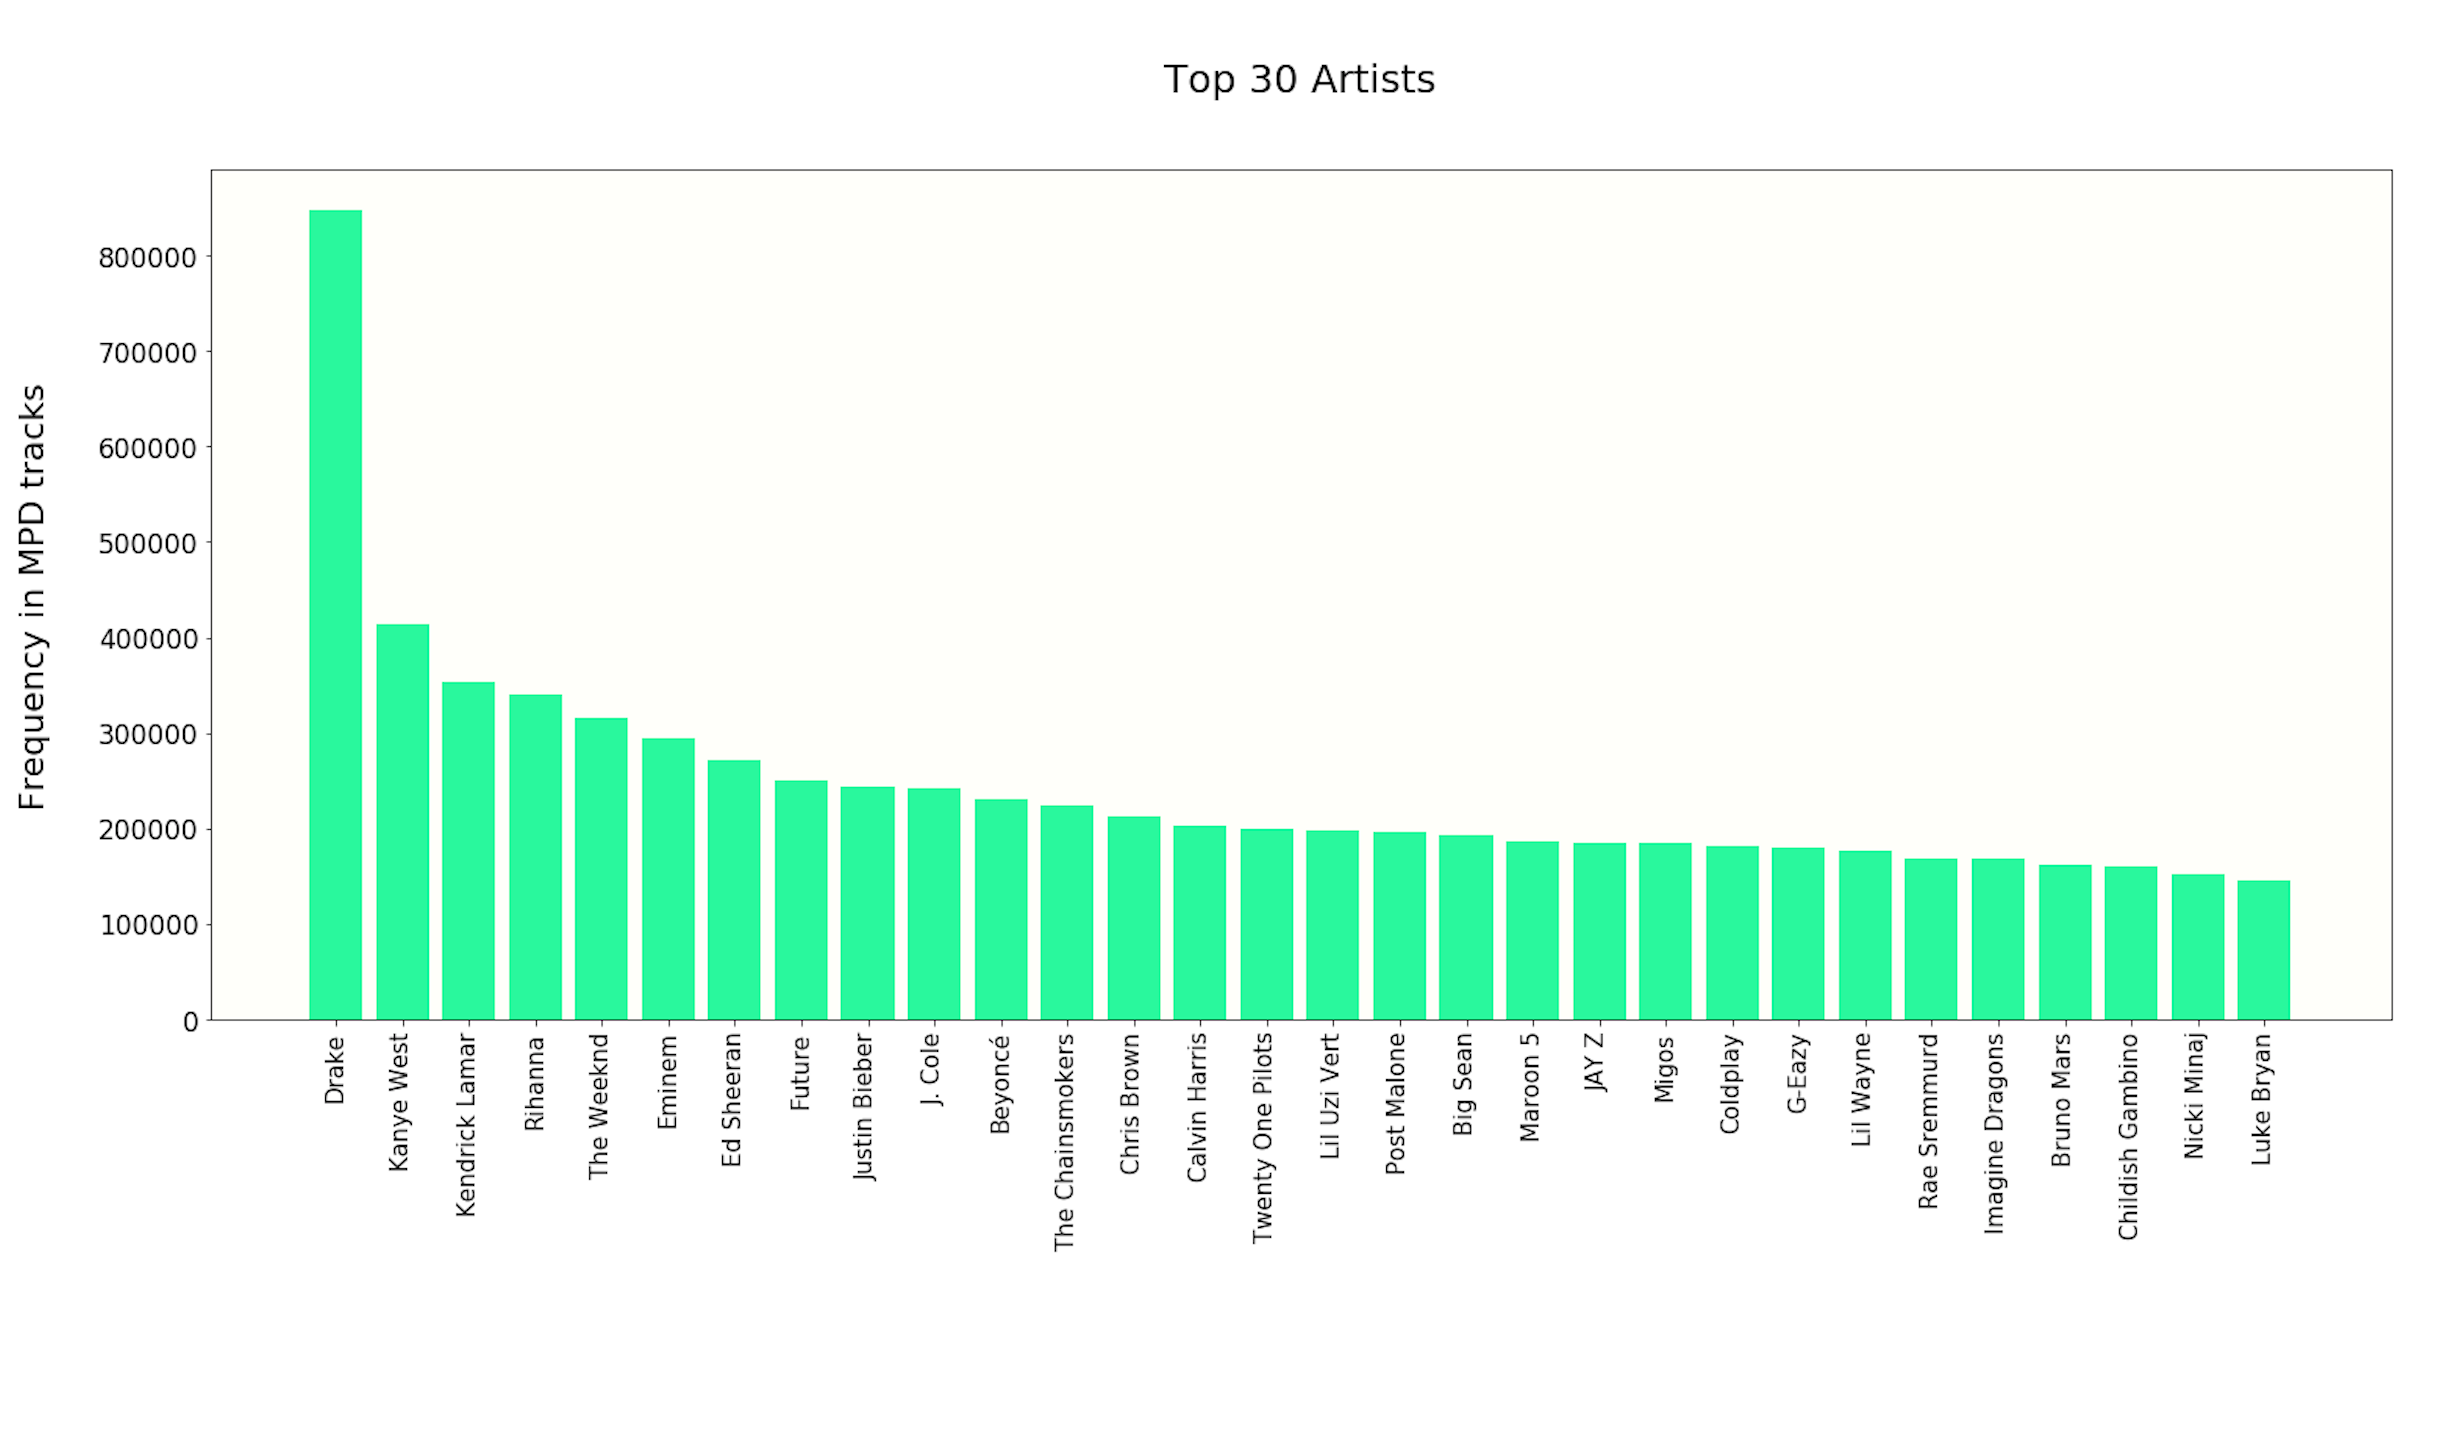 Top 30 Artists
Frequency in MPD tracks
800000
700000
600000
500000
400000
300000
200000
100000
0
Drake
Kanye West
Kendrick Lamar
Rihanna
The Weeknd
Eminem
Ed Sheeran
Future
Justin Bieber
J. Cole
Beyoncé
The Chainsmokers
Chris Brown
Calvin Harris
Twenty One Pilots
Lil Uzi Vert
Post Malone
Big Sean
Maroon 5
JAY Z
Migos
Coldplay
G-Eazy
Lil Wayne
Rae Sremmurd
Imagine Dragons
Bruno Mars
Childish Gambino
Nicki Minaj
Luke Bryan